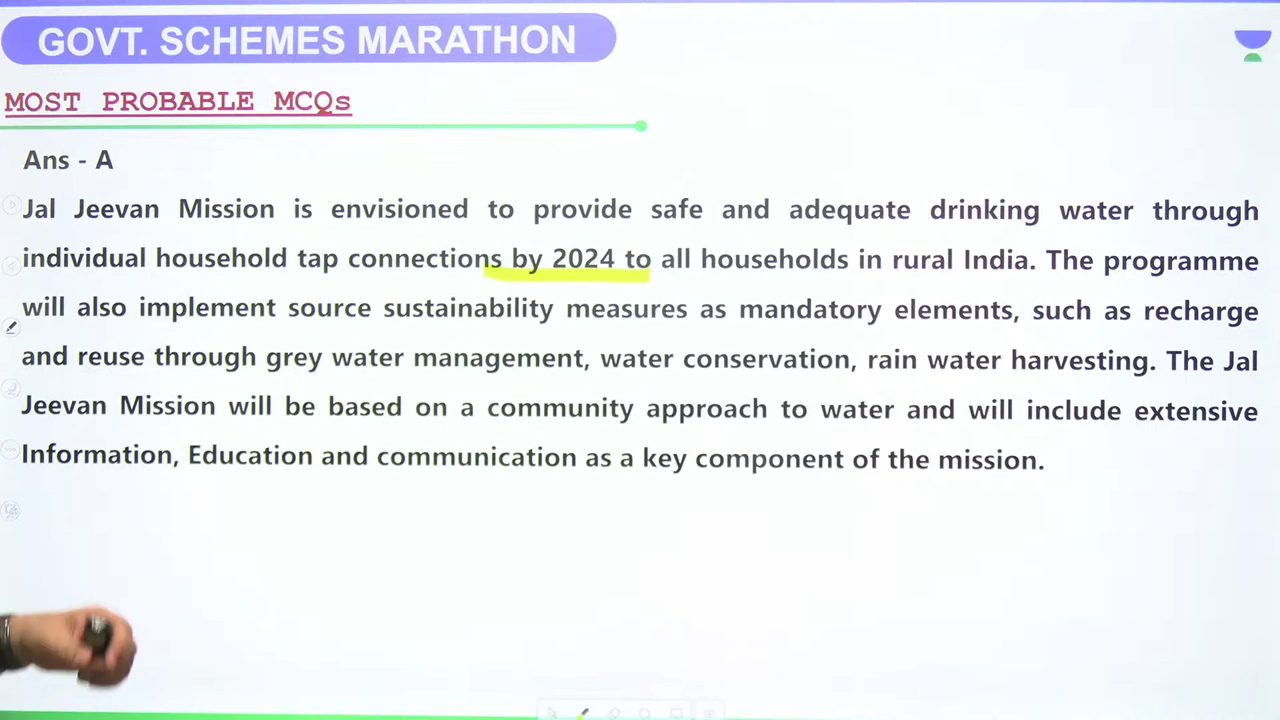 GOVT. SCHEMES MARATHON
MOST PROBABLE MCQs
Ans - A
Jal Jeevan Mission is envisioned to provide safe and adequate drinking water through
individual household tap connections by 2024 to all households in rural India. The programme
will also implement source sustainability measures as mandatory elements, such as recharge
and reuse through grey water management, water conservation, rain water harvesting. The Jal
Jeevan Mission will be based on a community approach to water and will include extensive
Information, Education and communication as a key component of the mission.